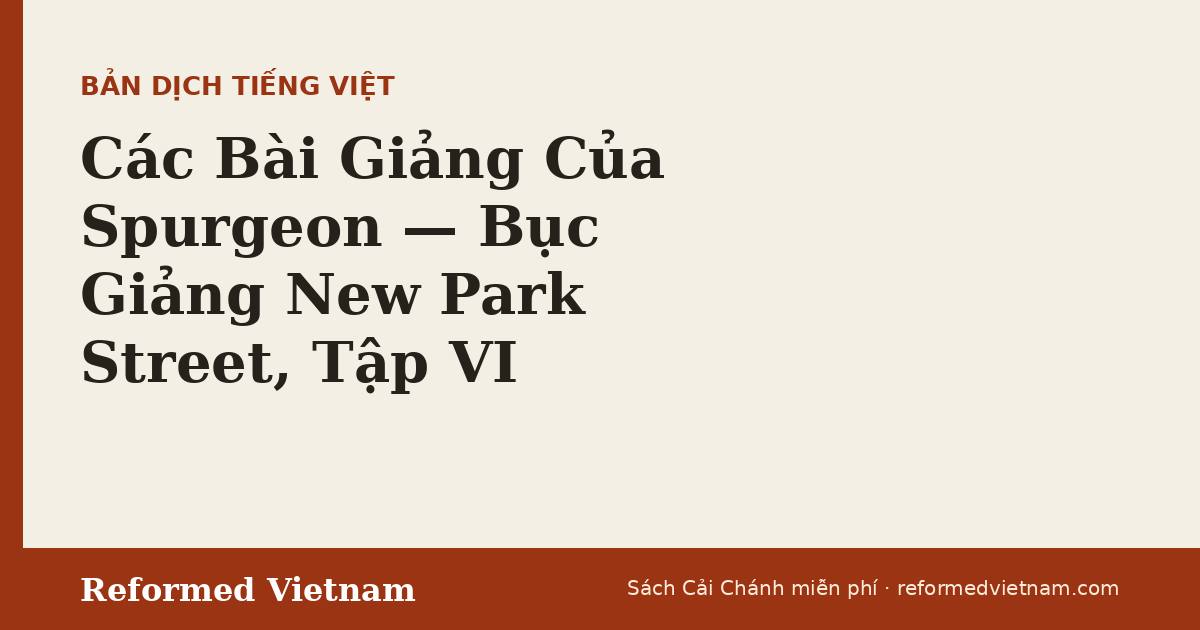 BẢN DỊCH TIẾNG VIỆT
Các Bài Giảng Của
Spurgeon — Bục
Giảng New Park
Street, Tập VI
Reformed Vietnam
Sách Cải Chánh miễn phí · reformedvietnam.com